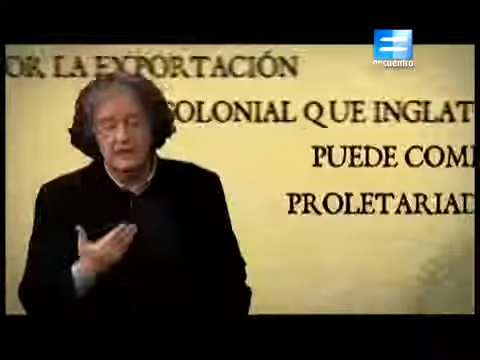 encuentro
OR LA EXPORTACIÓN
COLONIAL QUE INGLAT
PUEDE COM
PROLETARIAD